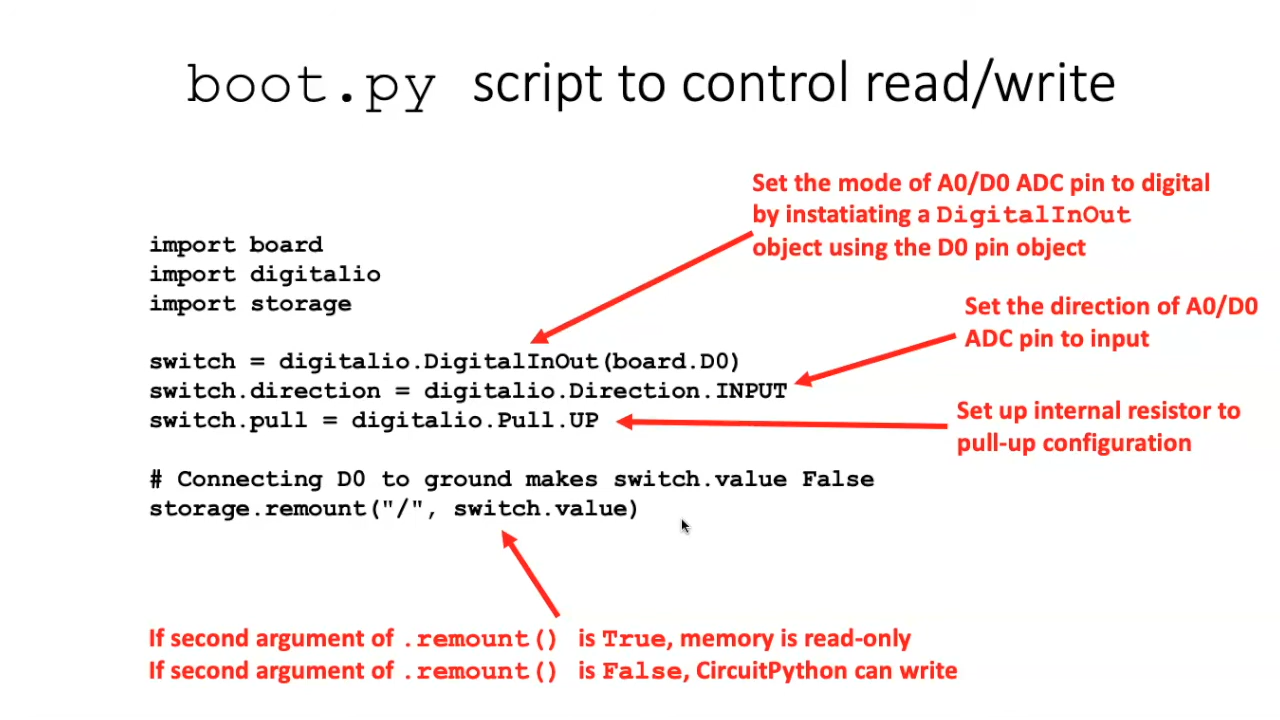 boot.py script to control read/write
Set the mode of A0/D0 ADC pin to digital
by instatiating a DigitalInOut
object using the D0 pin object
import board
import digitalio
import storage
Set the direction of A0/D0
ADC pin to input
switch = digitalio.DigitalInOut(board.D0)
switch.direction = digitalio.Direction.INPUT
switch.pull = digitalio.Pull.UP
Set up internal resistor to
pull-up configuration
# Connecting D0 to ground makes switch.value False
storage.remount("/", switch.value)
If second argument of .remount() is True, memory is read-only
If second argument of .remount() is False, CircuitPython can write